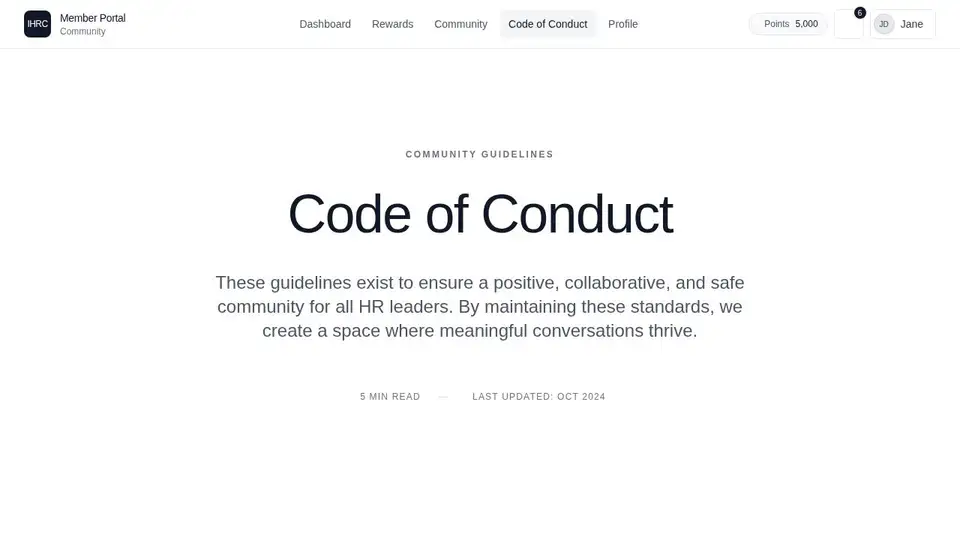 IHRC
Member Portal
Community
Dashboard
Rewards
Community
Code of Conduct
Profile
Points 5,000
6
JD
Jane
COMMUNITY GUIDELINES
Code of Conduct
These guidelines exist to ensure a positive, collaborative, and safe
community for all HR leaders. By maintaining these standards, we
create a space where meaningful conversations thrive.
5 MIN READ — LAST UPDATED: OCT 2024